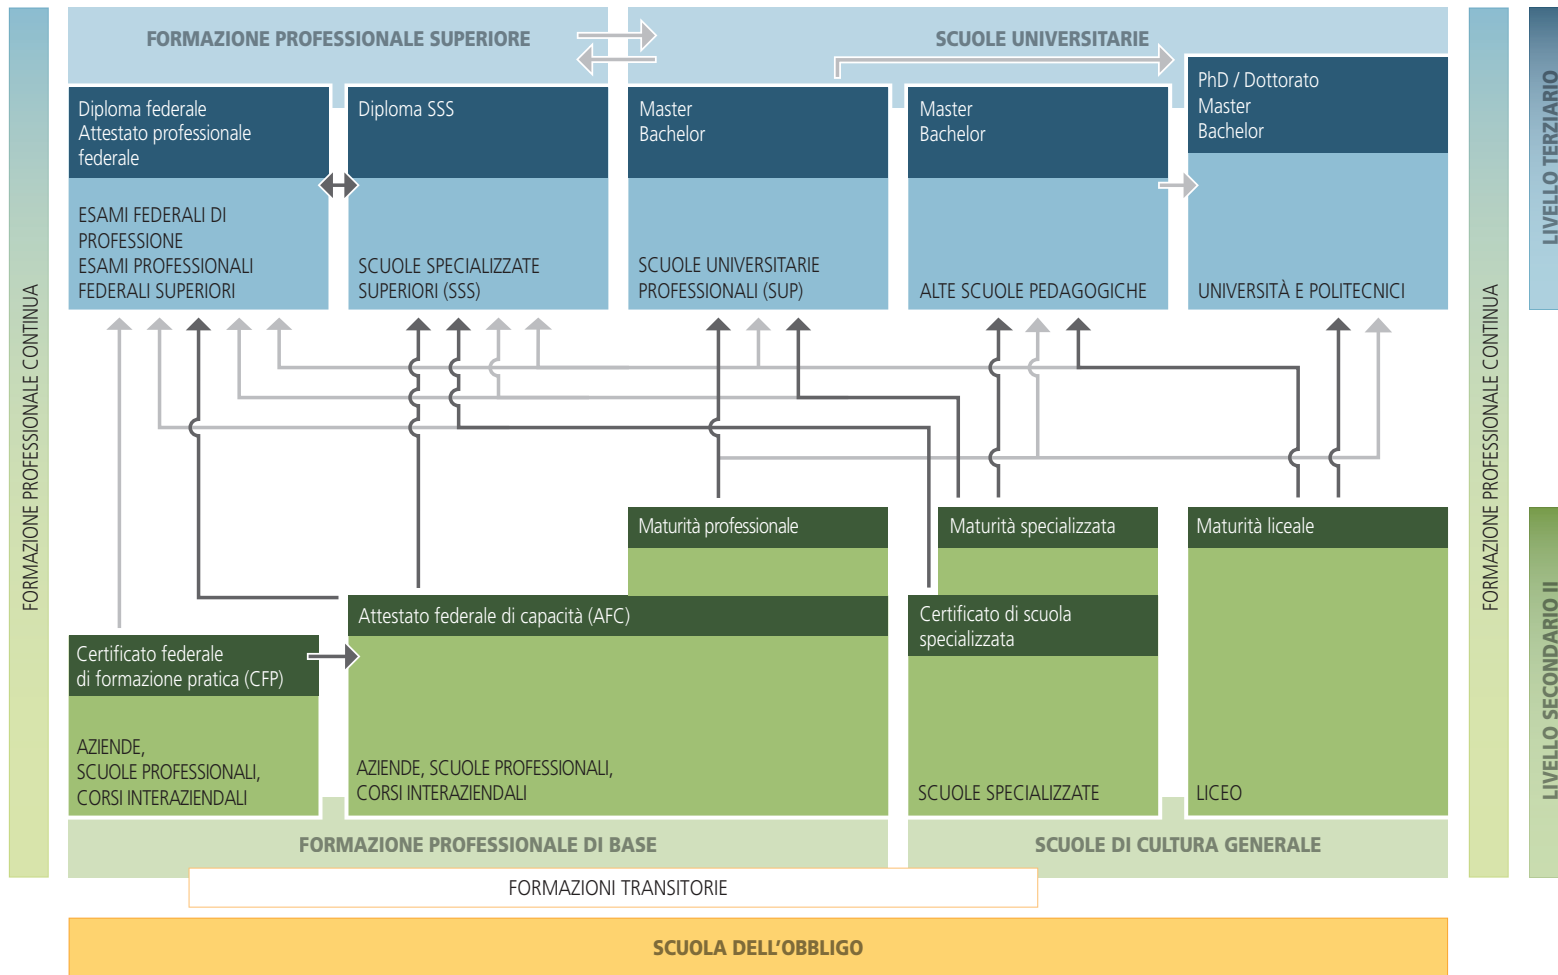 FORMAZIONE PROFESSIONALE SUPERIORE
SCUOLE UNIVERSITARIE
Diploma federale
Attestato professionale
federale
ESAMI FEDERALI DI
PROFESSIONE
ESAMI PROFESSIONALI
FEDERALI SUPERIORI
Diploma SSS
SCUOLE SPECIALIZZATE
SUPERIORI (SSS)
Master
Bachelor
SCUOLE UNIVERSITARIE
PROFESSIONALI (SUP)
Master
Bachelor
ALTE SCUOLE PEDAGOGICHE
PhD / Dottorato
Master
Bachelor
UNIVERSITÀ E POLITECNICI
FORMAZIONE PROFESSIONALE CONTINUA
FORMAZIONE PROFESSIONALE CONTINUA
LIVELLO TERZIARIO
LIVELLO SECONDARIO II
Maturità professionale
Maturità specializzata
Maturità liceale
Attestato federale di capacità (AFC)
Certificato di scuola
specializzata
Certificato federale
di formazione pratica (CFP)
AZIENDE,
SCUOLE PROFESSIONALI,
CORSI INTERAZIENDALI
AZIENDE, SCUOLE PROFESSIONALI,
CORSI INTERAZIENDALI
SCUOLE SPECIALIZZATE
LICEO
FORMAZIONE PROFESSIONALE DI BASE
SCUOLE DI CULTURA GENERALE
FORMAZIONI TRANSITORIE
SCUOLA DELL'OBBLIGO